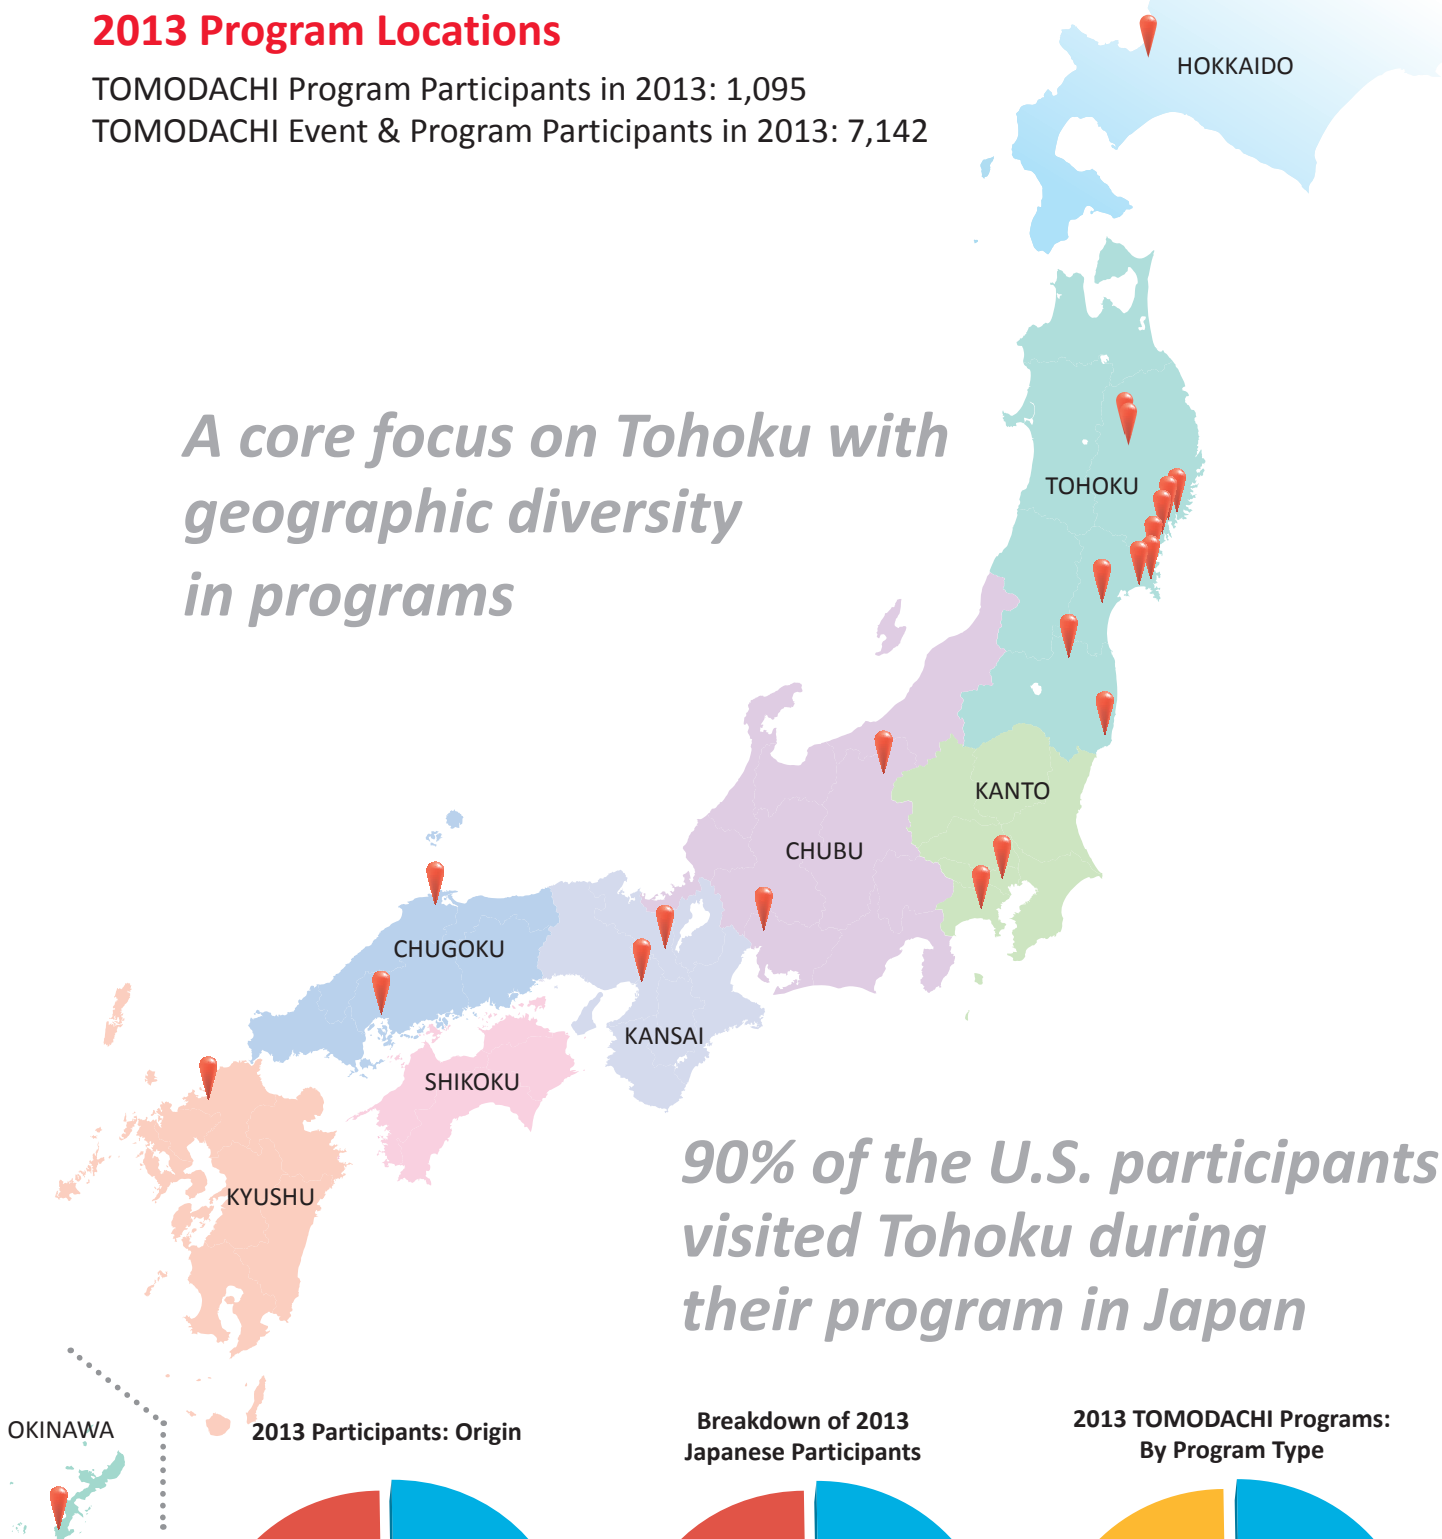 2013 Program Locations
TOMODACHI Program Participants in 2013: 1,095
TOMODACHI Event & Program Participants in 2013: 7,142
HOKKAIDO
A core focus on Tohoku with
geographic diversity
in programs
TOHOKU
KANTO
CHUBU
CHUGOKU
KANSAI
SHIKOKU
KYUSHU
90% of the U.S. participants
visited Tohoku during
their program in Japan
OKINAWA
2013 Participants: Origin
Breakdown of 2013
Japanese Participants
2013 TOMODACHI Programs:
By Program Type